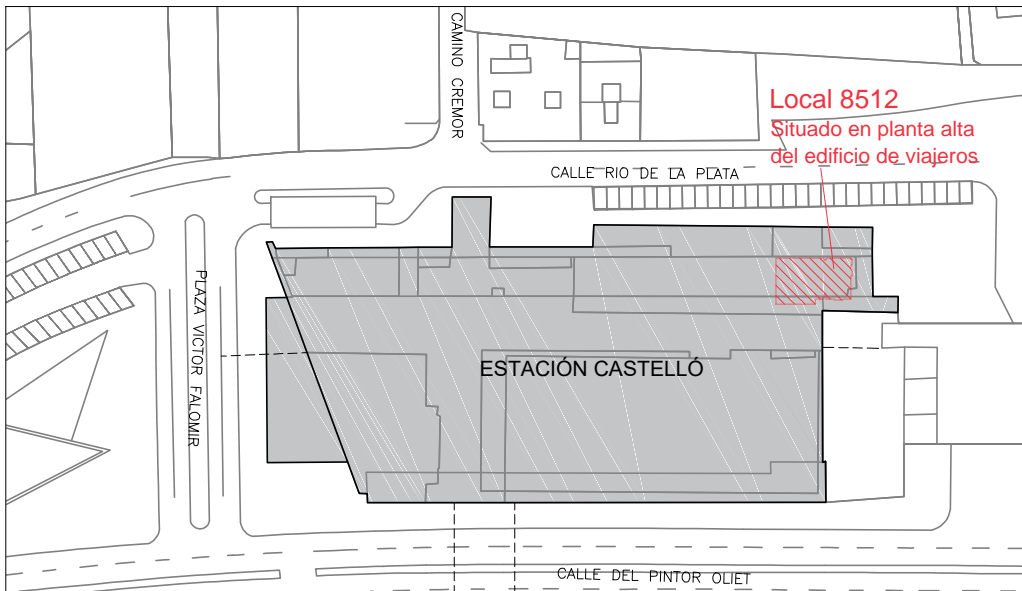 CAMINO CREMOR
Local 8512
Situado en planta alta
del edificio de viajeros
CALLE RIO DE LA PLATA
PLAZA VICTOR FALOMIR
ESTACIÓN CASTELLÓ
CALLE DEL PINTOR OLIET